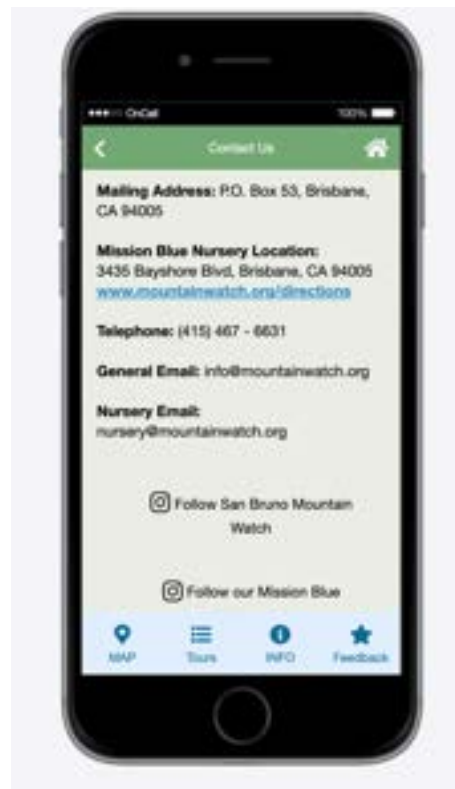 OnCall 100%
Contact Us
Mailing Address: P.O. Box 53, Brisbane,
CA 94005
Mission Blue Nursery Location:
3435 Bayshore Blvd, Brisbane, CA 94005
www.mountainwatch.org/directions
Telephone: (415) 467 - 6631
General Email: info@mountainwatch.org
Nursery Email:
nursery@mountainwatch.org
Follow San Bruno Mountain
Watch
Follow our Mission Blue
MAP Tours INFO Feedback